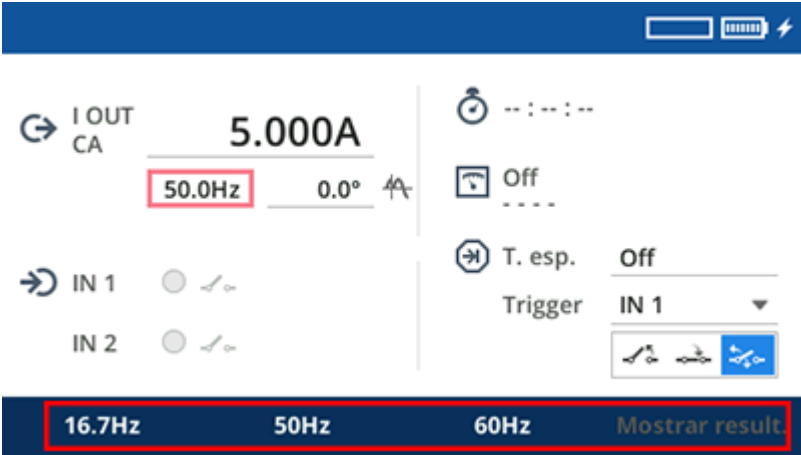 I OUT
CA
5.000A
50.0Hz
0.0°
IN 1
IN 2
-- : -- : --
Off
- - - -
T. esp.
Off
Trigger
IN 1
16.7Hz
50Hz
60Hz
Mostrar result.